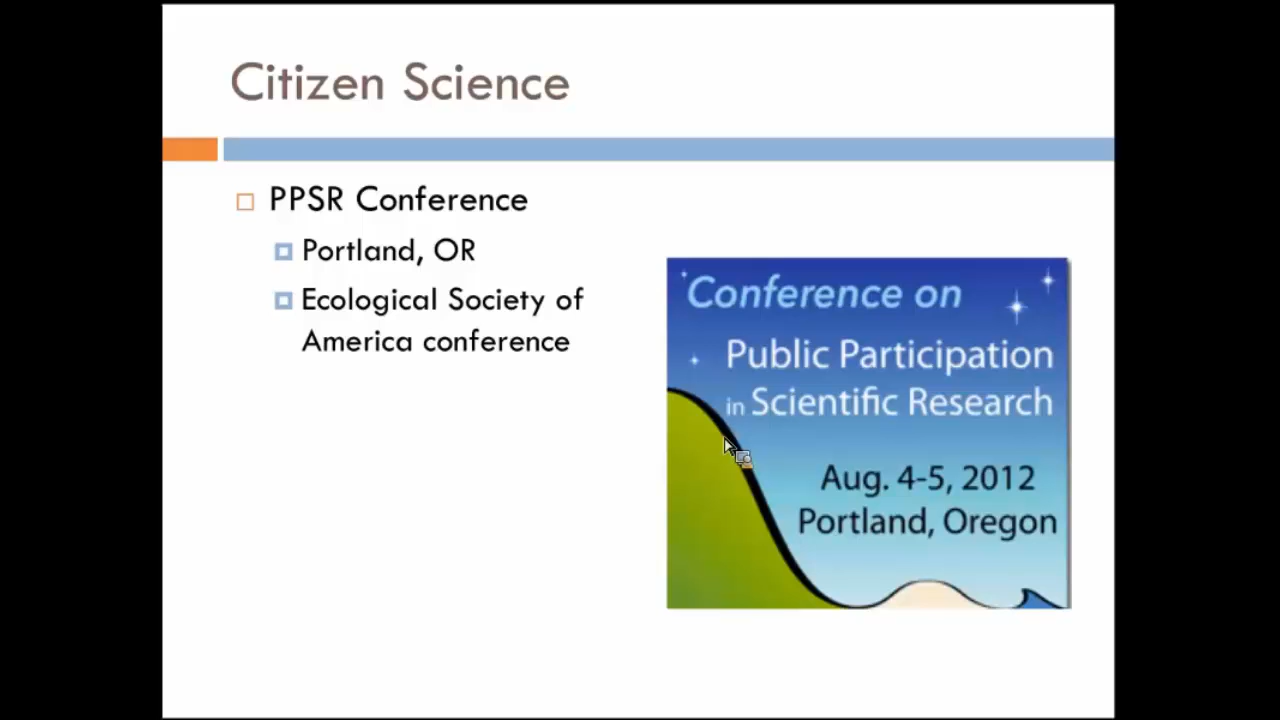 Citizen Science
PPSR Conference
Portland, OR
Ecological Society of
America conference
Conference on
Public Participation
in Scientific Research
Aug. 4-5, 2012
Portland, Oregon